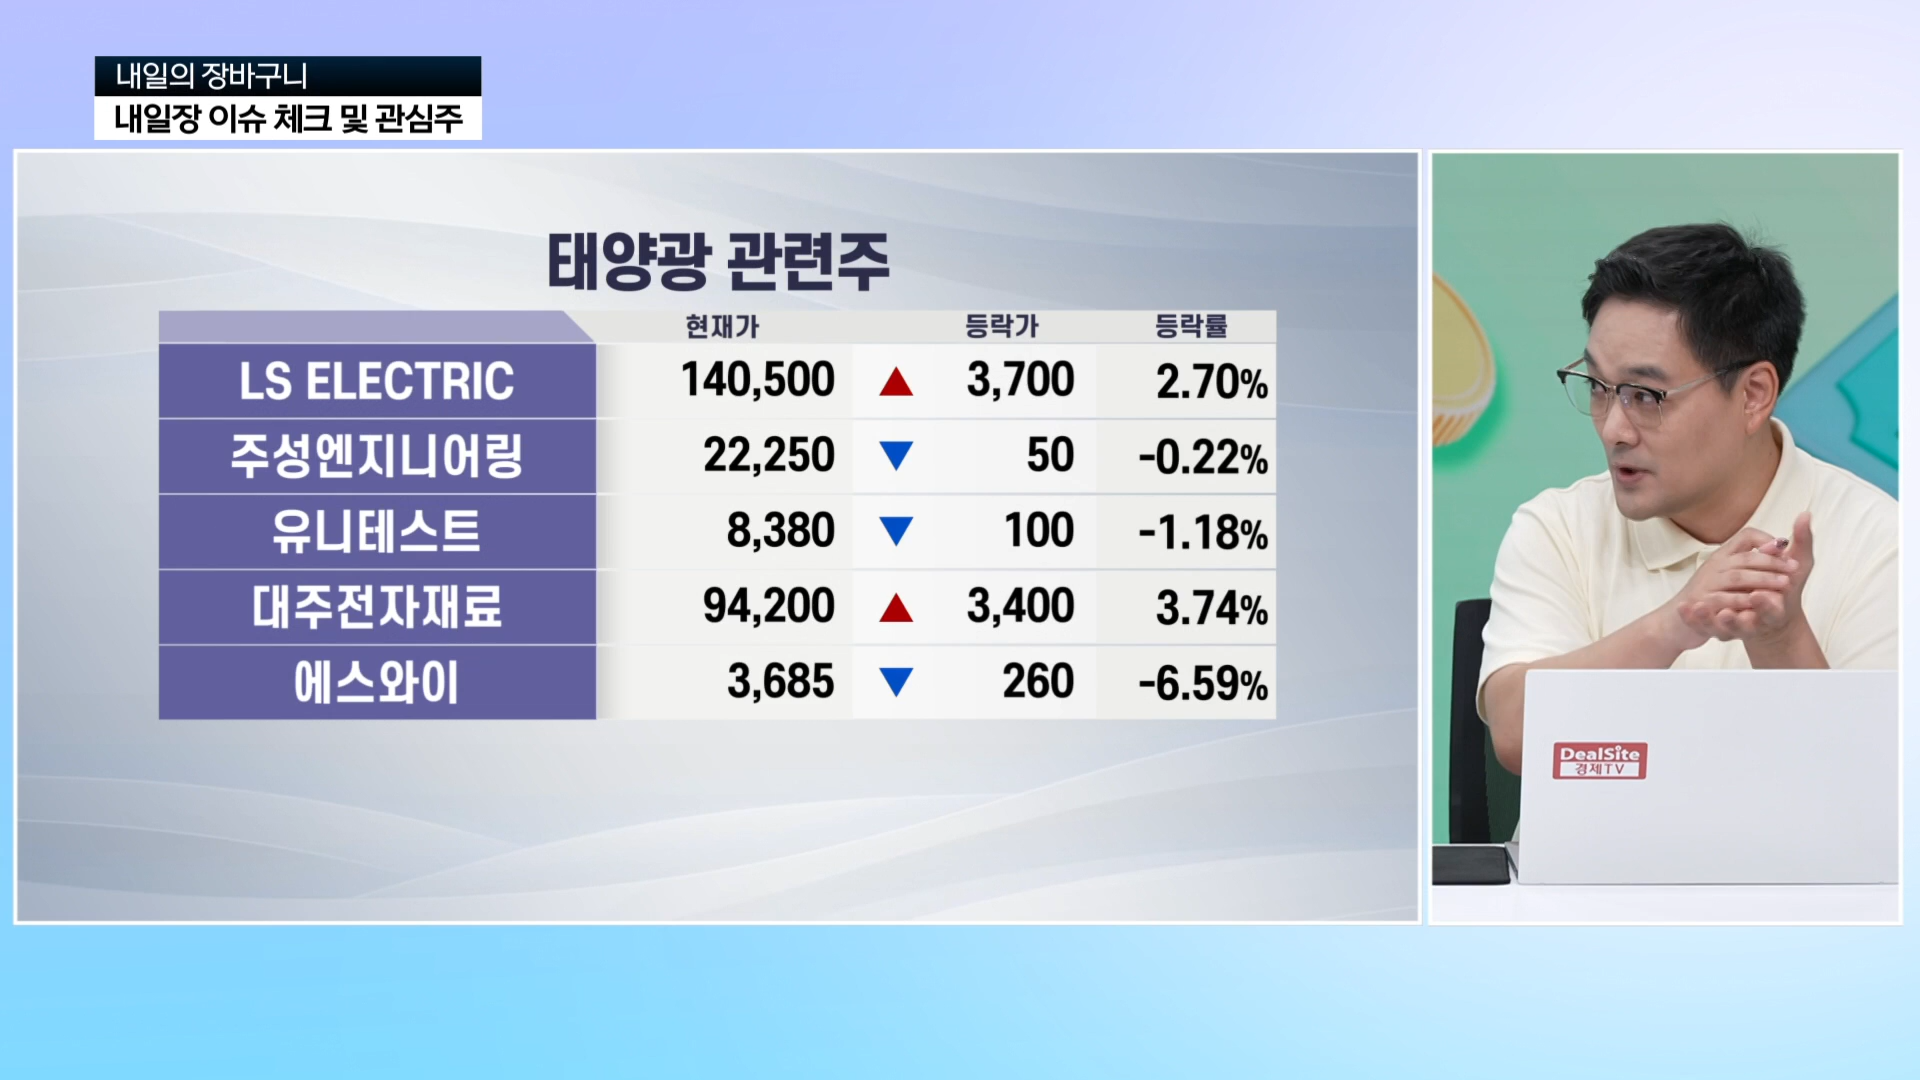 내일의 장바구니
내일장 이슈 체크 및 관심주
태양광 관련주
현재가 등락가 등락률
LS ELECTRIC 140,500 ▲ 3,700 2.70%
주성엔지니어링 22,250 ▼ 50 -0.22%
유니테스트 8,380 ▼ 100 -1.18%
대주전자재료 94,200 ▲ 3,400 3.74%
에스와이 3,685 ▼ 260 -6.59%
DealSite
경제TV